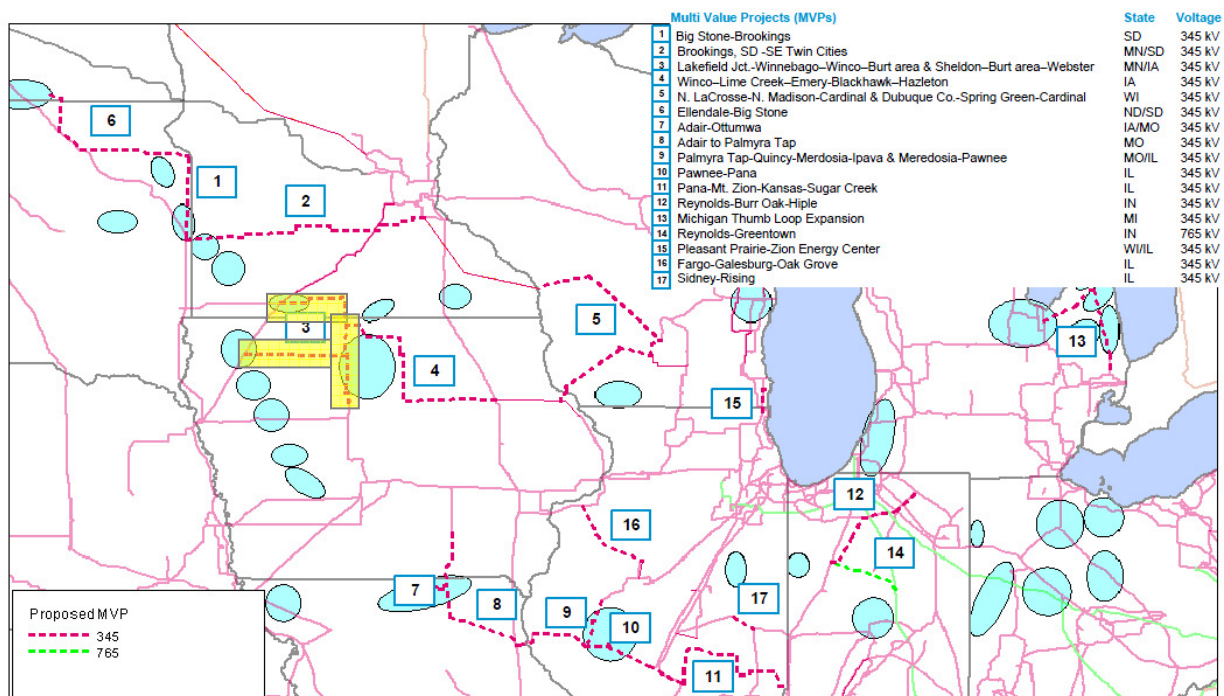 Multi Value Projects (MVPs) State Voltage
1 Big Stone-Brookings SD 345 kV
2 Brookings, SD -SE Twin Cities MN/SD 345 kV
3 Lakefield Jct.-Winnebago–Winco–Burt area & Sheldon–Burt area–Webster MN/IA 345 kV
4 Winco–Lime Creek–Emery-Blackhawk–Hazleton IA 345 kV
5 N. LaCrosse-N. Madison-Cardinal & Dubuque Co.-Spring Green-Cardinal WI 345 kV
6 Ellendale-Big Stone ND/SD 345 kV
7 Adair-Ottumwa IA/MO 345 kV
8 Adair to Palmyra Tap MO 345 kV
9 Palmyra Tap-Quincy-Merdosia-Ipava & Meredosia-Pawnee MO/IL 345 kV
10 Pawnee-Pana IL 345 kV
11 Pana-Mt. Zion-Kansas-Sugar Creek IL 345 kV
12 Reynolds-Burr Oak-Hiple IN 345 kV
13 Michigan Thumb Loop Expansion MI 345 kV
14 Reynolds-Greentown IN 765 kV
15 Pleasant Prairie-Zion Energy Center WI/IL 345 kV
16 Fargo-Galesburg-Oak Grove IL 345 kV
17 Sidney-Rising IL 345 kV
6
1
2
3
5
13
4
15
12
16
14
7
8
9
10
17
11
Proposed MVP
345
765